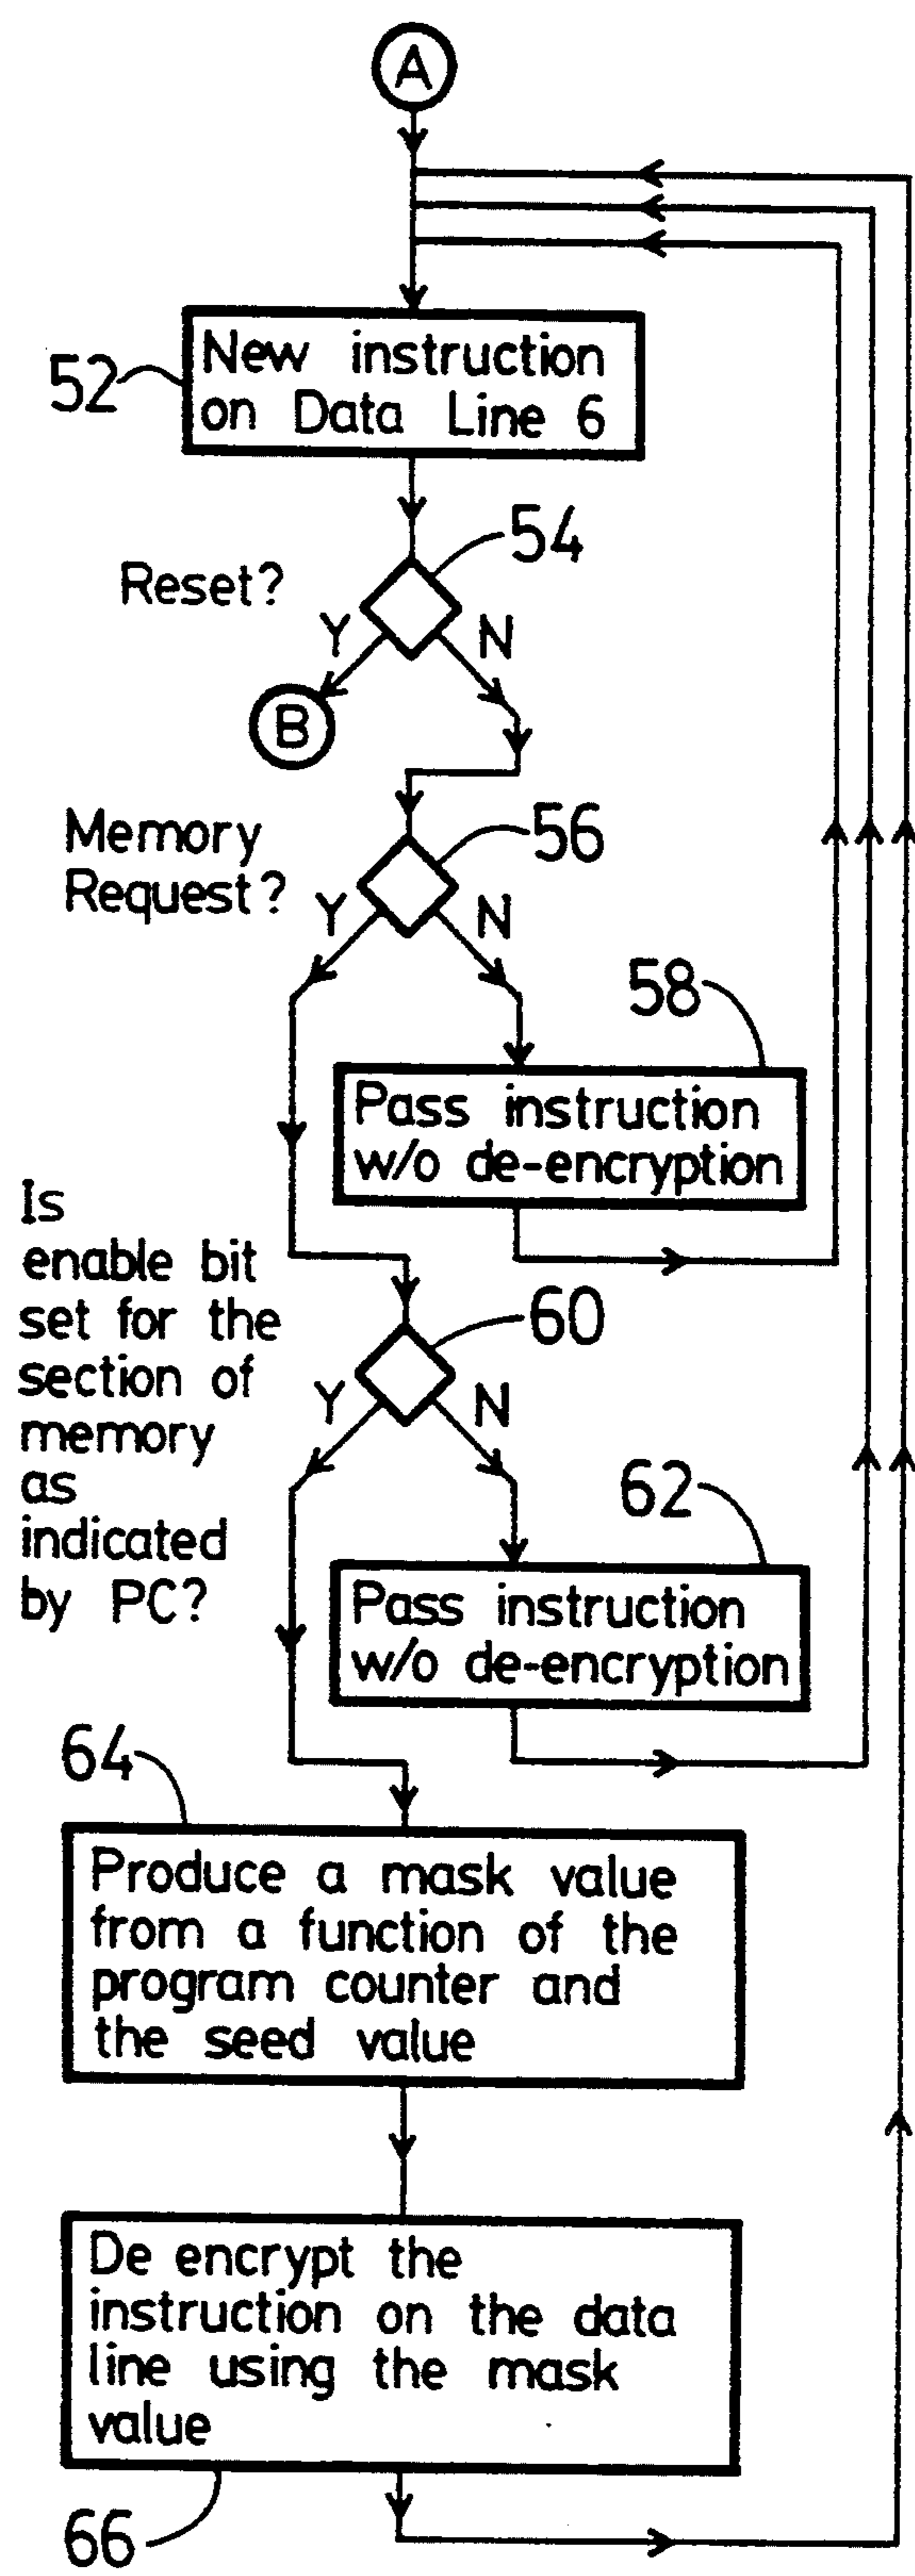 A
New instruction
on Data Line 6
52
54
Reset?
Y
N
B
Memory
Request?
56
Y
N
58
Pass instruction
w/o de-encryption
Is
enable bit
set for the
section of
memory
as
indicated
by PC?
60
Y
N
62
Pass instruction
w/o de-encryption
64
Produce a mask value
from a function of the
program counter and
the seed value
De encrypt the
instruction on the data
line using the mask
value
66